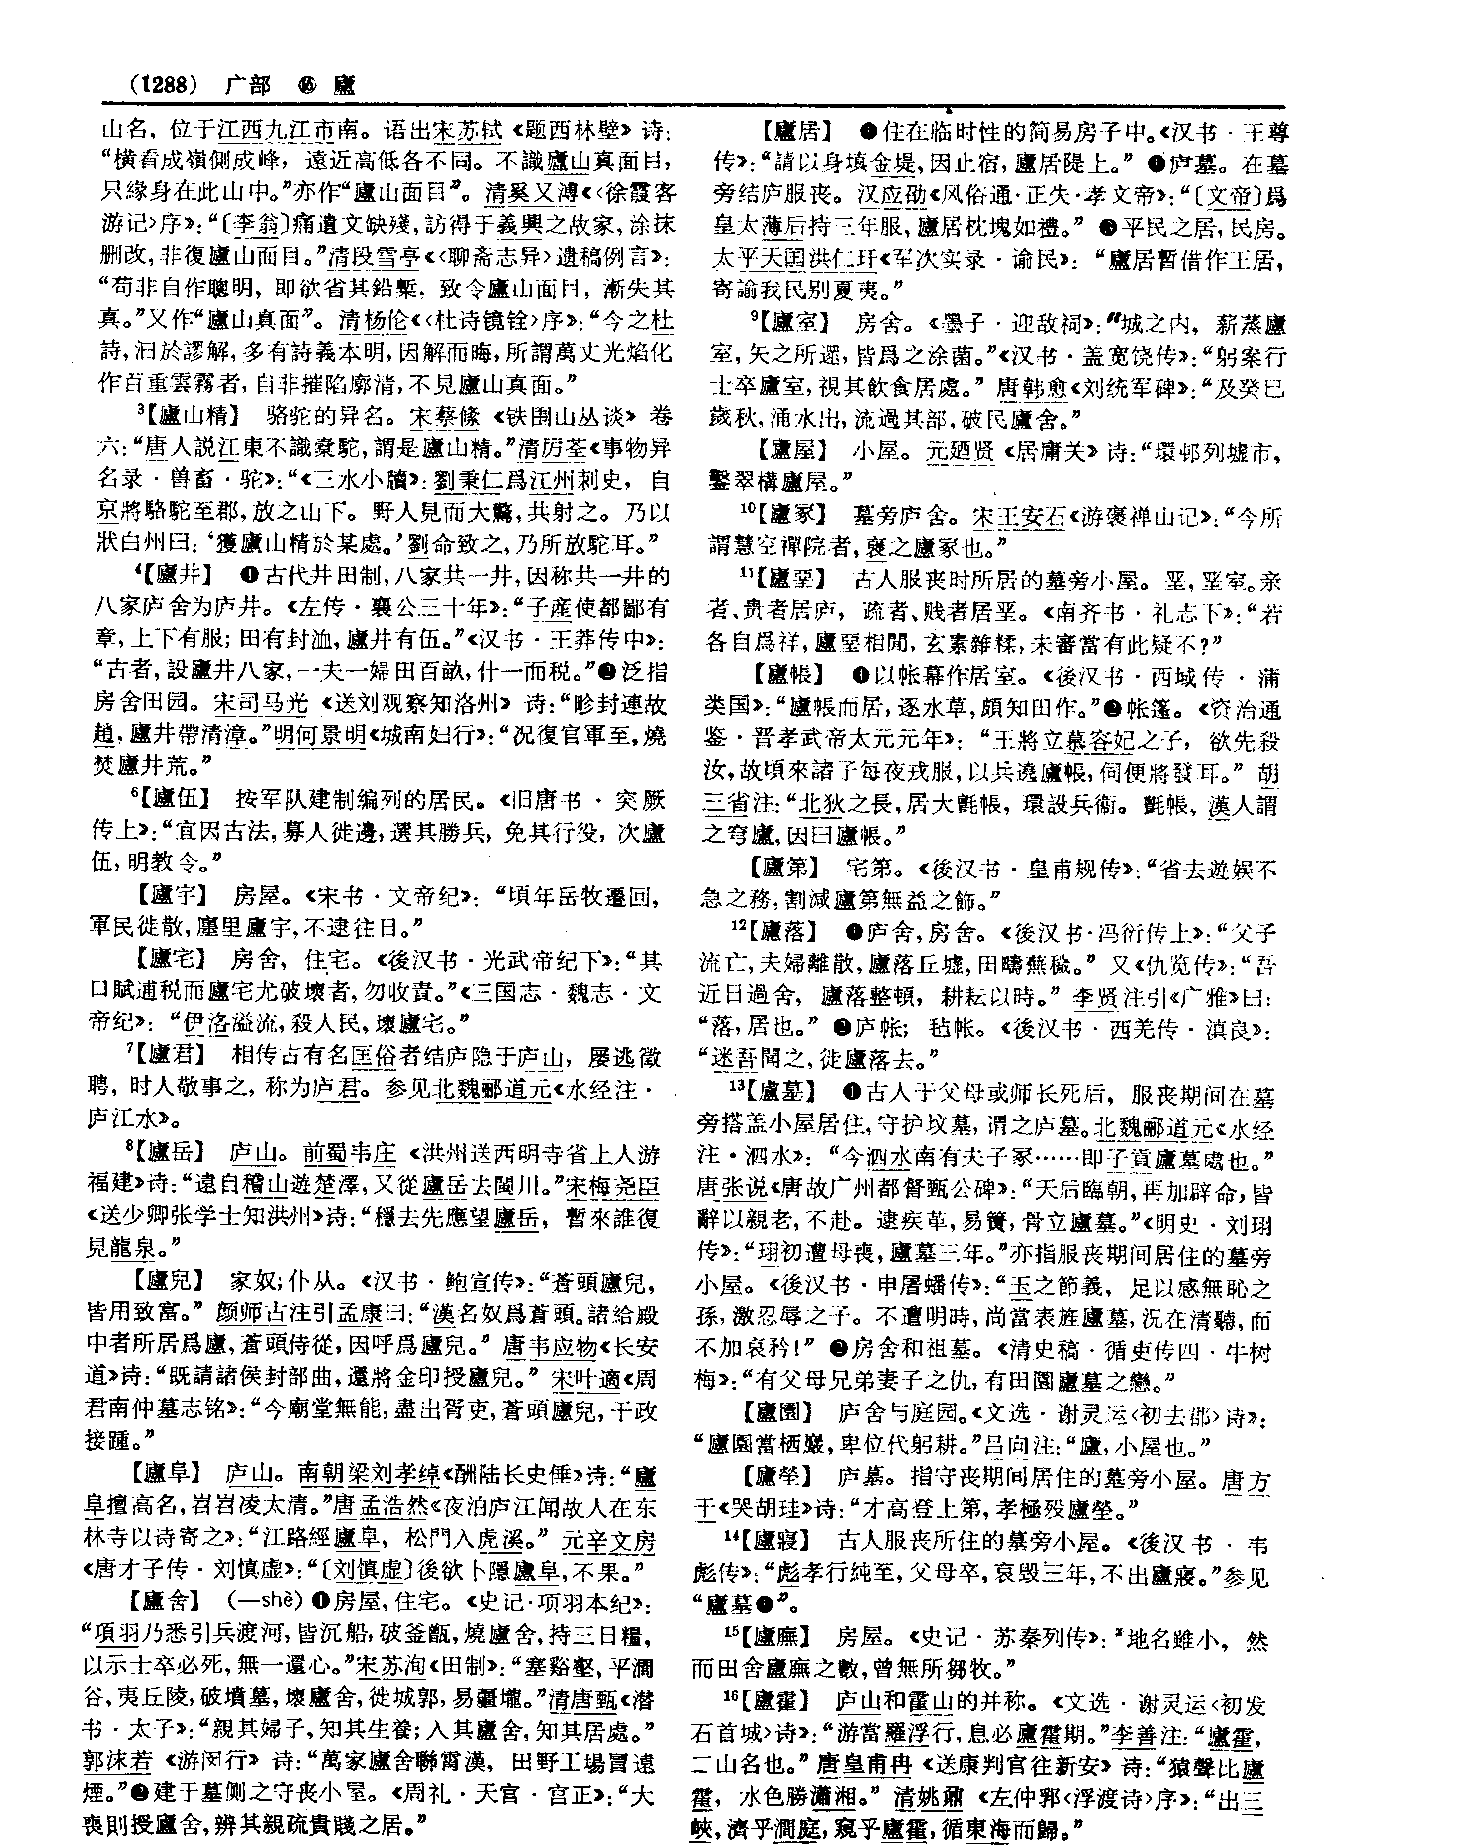 (1288) 广部 ⑯ 廬
山名，位于江西九江市南。语出宋苏轼《题西林壁》诗：
“横看成嶺側成峰，遠近高低各不同。不識廬山真面目，
只緣身在此山中。”亦作“廬山面目”。清奚又溥《〈徐霞客
游记〉序》：“〔李翁〕痛遺文缺殘，訪得于義興之故家，涂抹
删改，非復廬山面目。”清段雪亭《〈聊斋志异〉遗稿例言》：
“苟非自作聰明，即欲省其鉛槧，致令廬山面目，漸失其
真。”又作“廬山真面”。清杨伦《〈杜诗镜铨〉序》：“今之杜
詩，汩於謬解，多有詩義本明，因解而晦，所謂萬丈光焰化
作百重雲霧者，自非摧陷廓清，不見廬山真面。”
³【廬山精】 骆驼的异名。宋蔡絛《铁围山丛谈》卷
六：“唐人説江東不識橐駝，謂是廬山精。”清厉荃《事物异
名录·兽畜·驼》：“《三水小牘》：劉秉仁爲江州刺史，自
京將駱駝至郡，放之山下。野人見而大驚，共射之。乃以
狀白州曰：‘獲廬山精於某處。’劉命致之，乃所放駝耳。”
⁴【廬井】 ❶古代井田制，八家共一井，因称共一井的
八家庐舍为庐井。《左传·襄公三十年》：“子産使都鄙有
章，上下有服；田有封洫，廬井有伍。”《汉书·王莽传中》：
“古者，設廬井八家，一夫一婦田百畝，什一而税。”❷泛指
房舍田园。宋司马光《送刘观察知洺州》诗：“畛封連故
趙，廬井帶清漳。”明何景明《城南妇行》：“况復官軍至，燒
焚廬井荒。”
⁶【廬伍】 按军队建制编列的居民。《旧唐书·突厥
传上》：“宜因古法，募人徙邊，選其勝兵，免其行役，次廬
伍，明教令。”
【廬宇】 房屋。《宋书·文帝纪》：“頃年岳牧遷回，
軍民徙散，廛里廬宇，不逮往日。”
【廬宅】 房舍，住宅。《後汉书·光武帝纪下》：“其
口賦逋税而廬宅尤破壞者，勿收責。”《三国志·魏志·文
帝纪》：“伊洛溢流，殺人民，壞廬宅。”
⁷【廬君】 相传古有名匡俗者结庐隐于庐山，屡逃徵
聘，时人敬事之，称为庐君。参见北魏郦道元《水经注·
庐江水》。
⁸【廬岳】 庐山。前蜀韦庄《洪州送西明寺省上人游
福建》诗：“遠自稽山遊楚澤，又從廬岳去閩川。”宋梅尧臣
《送少卿张学士知洪州》诗：“穩去先應望廬岳，暫來誰復
見龍泉。”
【廬兒】 家奴；仆从。《汉书·鲍宣传》：“蒼頭廬兒，
皆用致富。”颜师古注引孟康曰：“漢名奴爲蒼頭。諸給殿
中者所居爲廬，蒼頭侍從，因呼爲廬兒。”唐韦应物《长安
道》诗：“既請諸侯封部曲，還將金印授廬兒。”宋叶適《周
君南仲墓志铭》：“今廟堂無能，盡出胥吏，蒼頭廬兒，干政
接踵。”
【廬阜】 庐山。南朝梁刘孝绰《酬陆长史倕》诗：“廬
阜擅高名，岧岧凌太清。”唐孟浩然《夜泊庐江闻故人在东
林寺以诗寄之》：“江路經廬阜，松門入虎溪。”元辛文房
《唐才子传·刘慎虚》：“〔刘慎虚〕後欲卜隱廬阜，不果。”
【廬舍】 （—shè）❶房屋，住宅。《史记·项羽本纪》：
“項羽乃悉引兵渡河，皆沉船，破釜甑，燒廬舍，持三日糧，
以示士卒必死，無一還心。”宋苏洵《田制》：“塞谿壑，平澗
谷，夷丘陵，破墳墓，壞廬舍，徙城郭，易疆壠。”清唐甄《潜
书·太子》：“親其婦子，知其生養；入其廬舍，知其居處。”
郭沫若《游闽行》诗：“萬家廬舍聯霄漢，田野工場冒遠
煙。”❷建于墓侧之守丧小屋。《周礼·天官·宫正》：“大
喪則授廬舍，辨其親疏貴賤之居。”
【廬居】 ❶住在临时性的简易房子中。《汉书·王尊
传》：“請以身填金堤，因止宿，廬居隄上。”❷庐墓。在墓
旁结庐服丧。汉应劭《风俗通·正失·孝文帝》：“〔文帝〕爲
皇太薄后持三年服，廬居枕塊如禮。”❸平民之居，民房。
太平天国洪仁玕《军次实录·谕民》：“廬居暫借作王居，
寄諭我民别夏夷。”
⁹【廬室】 房舍。《墨子·迎敌祠》：“城之内，薪蒸廬
室，矢之所遝，皆爲之涂菌。”《汉书·盖宽饶传》：“躬案行
士卒廬室，視其飲食居處。”唐韩愈《刘统军碑》：“及癸巳
歲秋，涌水出，流過其部，破民廬舍。”
【廬屋】 小屋。元廼贤《居庸关》诗：“環邨列墟市，
鑿翠構廬屋。”
¹⁰【廬冢】 墓旁庐舍。宋王安石《游褒禅山记》：“今所
謂慧空禪院者，褒之廬冢也。”
¹¹【廬堊】 古人服丧时所居的墓旁小屋。垩，垩室。亲
者、贵者居庐，疏者、贱者居垩。《南齐书·礼志下》：“若
各自爲祥，廬堊相閒，玄素雜糅，未審當有此疑不？”
【廬帳】 ❶以帐幕作居室。《後汉书·西域传·蒲
类国》：“廬帳而居，逐水草，頗知田作。”❷帐篷。《资治通
鉴·晋孝武帝太元元年》：“王將立慕容妃之子，欲先殺
汝，故頃來諸子每夜戎服，以兵遶廬帳，伺便將發耳。”胡
三省注：“北狄之長，居大氈帳，環設兵衞。氈帳，漢人謂
之穹廬，因曰廬帳。”
【廬第】 宅第。《後汉书·皇甫规传》：“省去遊娱不
急之務，割減廬第無益之飾。”
¹²【廬落】 ❶庐舍，房舍。《後汉书·冯衍传上》：“父子
流亡，夫婦離散，廬落丘墟，田疇蕪穢。”又《仇览传》：“吾
近日過舍，廬落整頓，耕耘以時。”李贤注引《广雅》曰：
“落，居也。”❷庐帐；毡帐。《後汉书·西羌传·滇良》：
“迷吾聞之，徙廬落去。”
¹³【廬墓】 ❶古人于父母或师长死后，服丧期间在墓
旁搭盖小屋居住，守护坟墓，谓之庐墓。北魏郦道元《水经
注·泗水》：“今泗水南有夫子冢……即子貢廬墓處也。”
唐张说《唐故广州都督甄公碑》：“天后臨朝，再加辟命，皆
辭以親老，不赴。逮疾革，易簀，骨立廬墓。”《明史·刘珝
传》：“珝初遭母喪，廬墓三年。”亦指服丧期间居住的墓旁
小屋。《後汉书·申屠蟠传》：“玉之節義，足以感無恥之
孫，激忍辱之子。不遭明時，尚當表旌廬墓，况在清聽，而
不加哀矜！”❷房舍和祖墓。《清史稿·循吏传四·牛树
梅》：“有父母兄弟妻子之仇，有田園廬墓之戀。”
【廬園】 庐舍与庭园。《文选·谢灵运〈初去郡〉诗》：
“廬園當栖巖，卑位代躬耕。”吕向注：“廬，小屋也。”
【廬塋】 庐墓。指守丧期间居住的墓旁小屋。唐方
干《哭胡珪》诗：“才高登上第，孝極殁廬塋。”
¹⁴【廬寢】 古人服丧所住的墓旁小屋。《後汉书·韦
彪传》：“彪孝行純至，父母卒，哀毁三年，不出廬寢。”参见
“廬墓❶”。
¹⁵【廬廡】 房屋。《史记·苏秦列传》：“地名雖小，然
而田舍廬廡之數，曾無所芻牧。”
¹⁶【廬霍】 庐山和霍山的并称。《文选·谢灵运〈初发
石首城〉诗》：“游當羅浮行，息必廬霍期。”李善注：“廬霍，
二山名也。”唐皇甫冉《送康判官往新安》诗：“猿聲比廬
霍，水色勝瀟湘。”清姚鼐《左仲郛〈浮渡诗〉序》：“出三
峽，濟乎洞庭，窺乎廬霍，循東海而歸。”